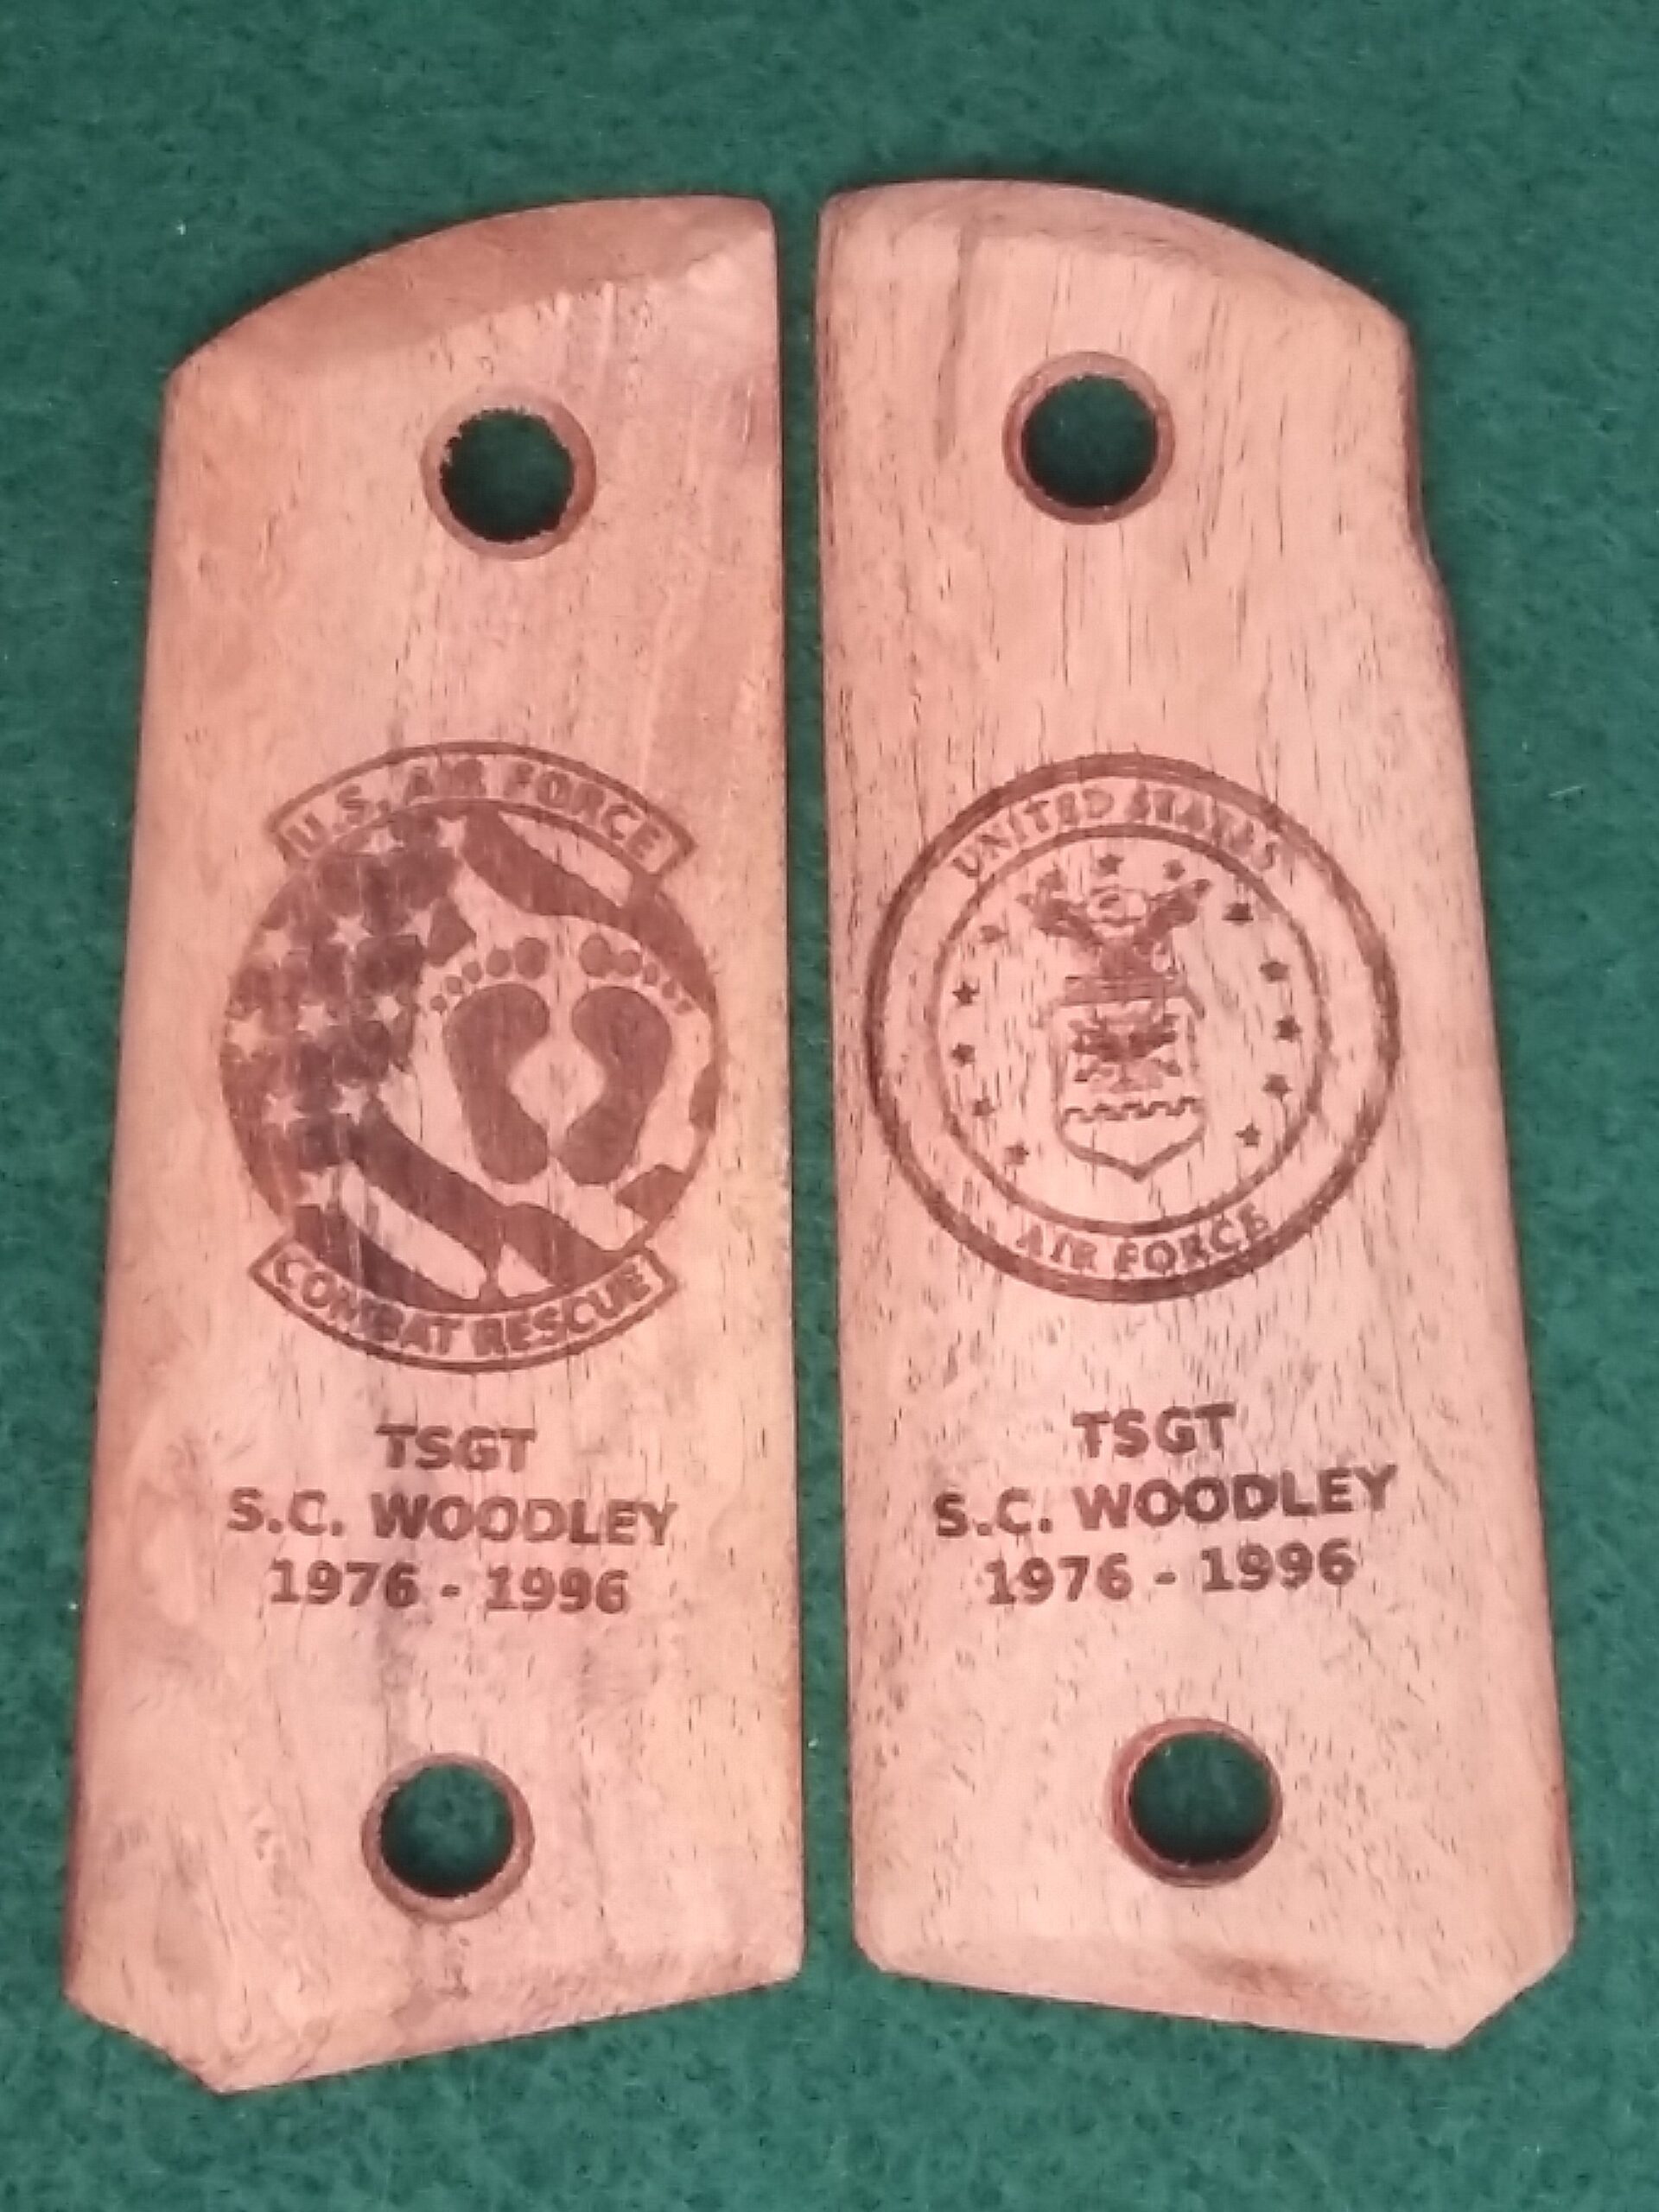 U.S. AIR FORCE
COMBAT RESCUE
TSGT
S.C. WOODLEY
1976 - 1996
UNITED STATES
AIR FORCE
TSGT
S.C. WOODLEY
1976 - 1996